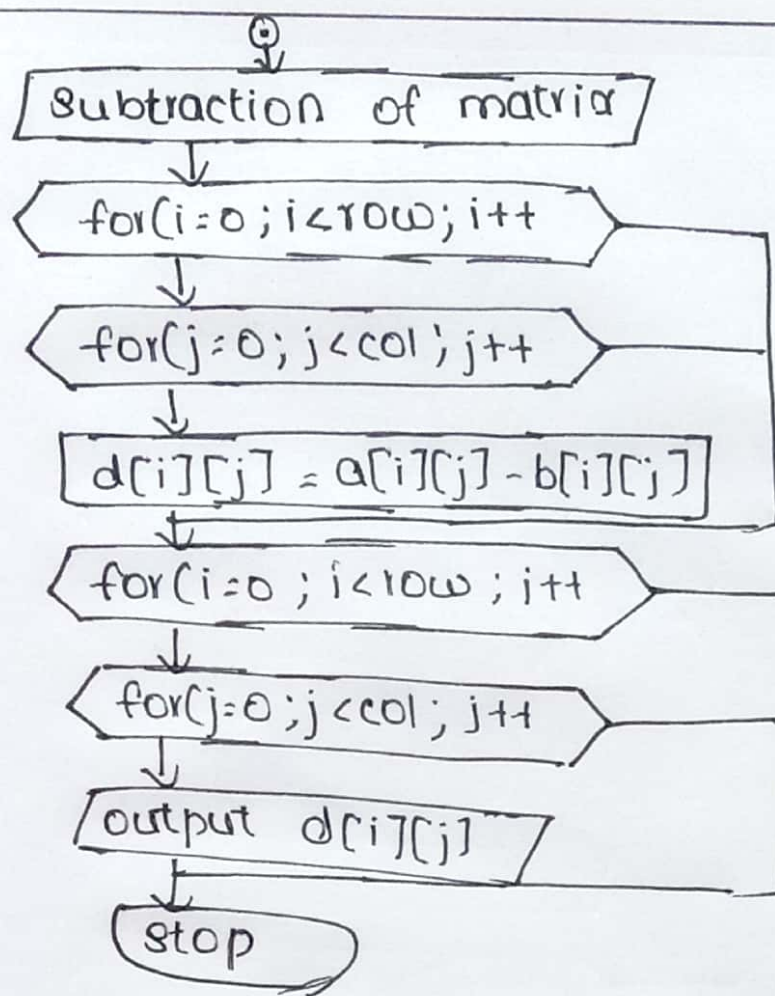 subtraction of matrix
for(i=0; i<row; i++
for(j=0; j<col; j++
d[i][j] = a[i][j] - b[i][j]
for(i=0; i<row; i++
for(j=0; j<col; j++
output d[i][j]
stop